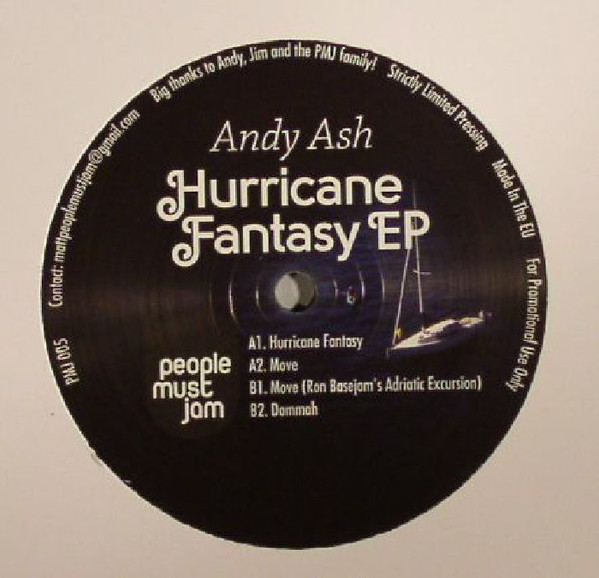 PMJ 005
Contact: mattpeoplemustjam@gmail.com
Big thanks to Andy, Jim and the PMJ family!
Strictly Limited Pressing
Made In The EU
For Promotional Use Only
Andy Ash
Hurricane
Fantasy EP
A1. Hurricane Fantasy
A2. Move
B1. Move (Ron Basejam's Adriatic Excursion)
B2. Dammah
people
must
jam